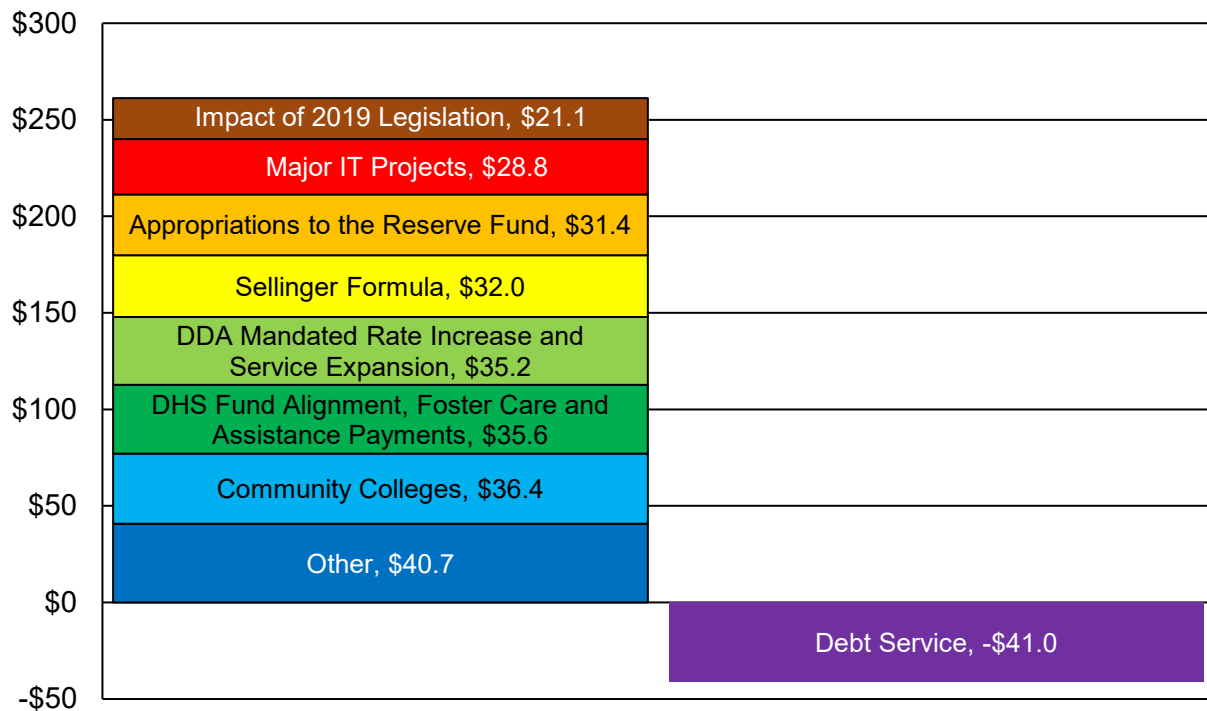 $300
$250
$200
$150
$100
$50
$0
-$50
Impact of 2019 Legislation, $21.1
Major IT Projects, $28.8
Appropriations to the Reserve Fund, $31.4
Sellinger Formula, $32.0
DDA Mandated Rate Increase and
Service Expansion, $35.2
DHS Fund Alignment, Foster Care and
Assistance Payments, $35.6
Community Colleges, $36.4
Other, $40.7
Debt Service, -$41.0